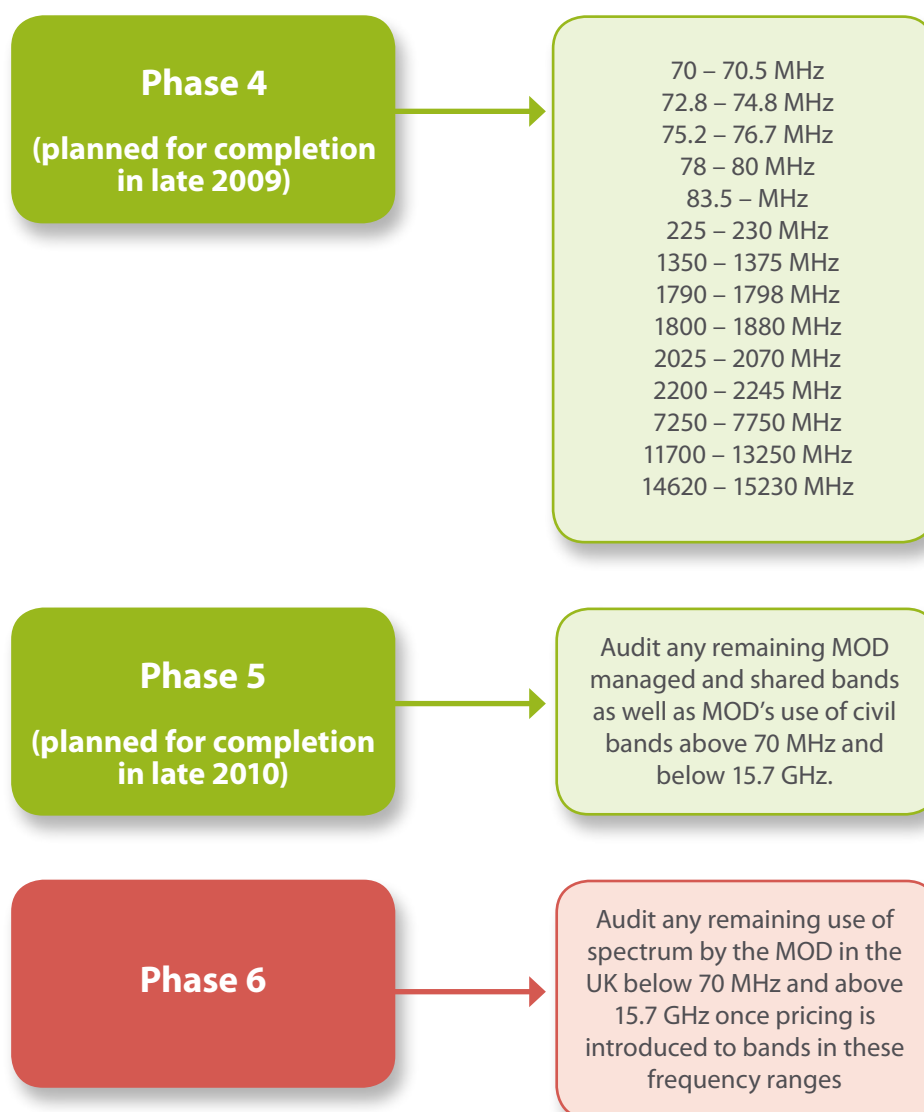 Phase 4
(planned for completion
in late 2009)
70 – 70.5 MHz
72.8 – 74.8 MHz
75.2 – 76.7 MHz
78 – 80 MHz
83.5 – MHz
225 – 230 MHz
1350 – 1375 MHz
1790 – 1798 MHz
1800 – 1880 MHz
2025 – 2070 MHz
2200 – 2245 MHz
7250 – 7750 MHz
11700 – 13250 MHz
14620 – 15230 MHz
Phase 5
(planned for completion
in late 2010)
Audit any remaining MOD
managed and shared bands
as well as MOD’s use of civil
bands above 70 MHz and
below 15.7 GHz.
Phase 6
Audit any remaining use of
spectrum by the MOD in the
UK below 70 MHz and above
15.7 GHz once pricing is
introduced to bands in these
frequency ranges